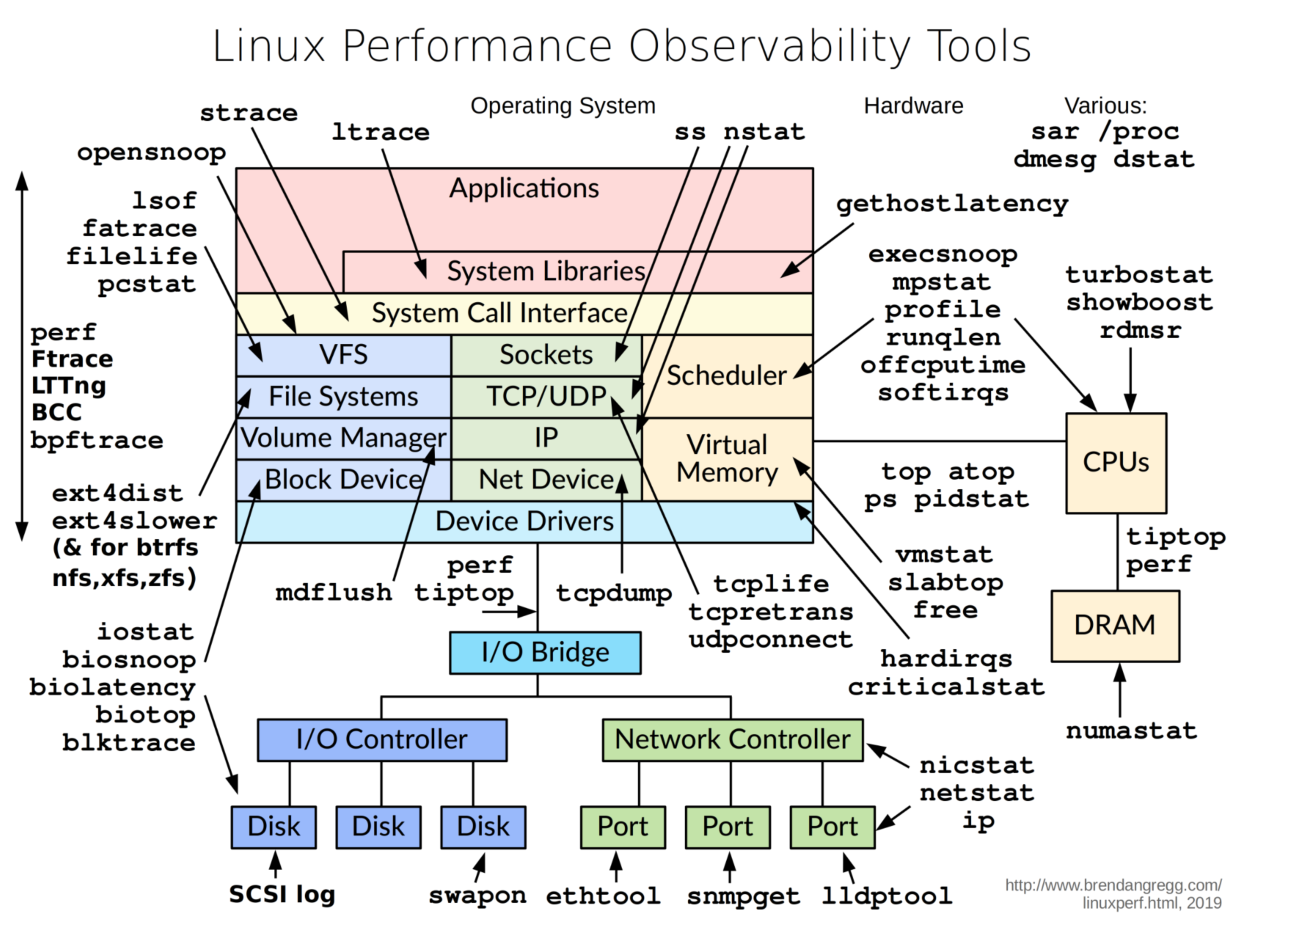 Linux Performance Observability Tools
Operating System
Hardware
Various:
sar /proc
dmesg dstat
strace
ltrace
ss nstat
opensnoop
lsof
fatrace
filelife
pcstat
perf
Ftrace
LTTng
BCC
bpftrace
ext4dist
ext4slower
(& for btrfs
nfs,xfs,zfs)
iostat
biosnoop
biolatency
biotop
blktrace
Applications
System Libraries
System Call Interface
VFS
Sockets
Scheduler
File Systems
TCP/UDP
Volume Manager
IP
Virtual
Memory
Block Device
Net Device
Device Drivers
gethostlatency
execsnoop
mpstat
profile
runqlen
offcputime
softirqs
turbostat
showboost
rdmsr
CPUs
top atop
ps pidstat
tiptop
perf
DRAM
numastat
vmstat
slabtop
free
hardirqs
criticalstat
mdflush
perf
tiptop
tcpdump
tcplife
tcpretrans
udpconnect
I/O Bridge
I/O Controller
Network Controller
nicstat
netstat
ip
Disk
Disk
Disk
Port
Port
Port
SCSI log
swapon
ethtool
snmpget
lldptool
http://www.brendangregg.com/
linuxperf.html, 2019